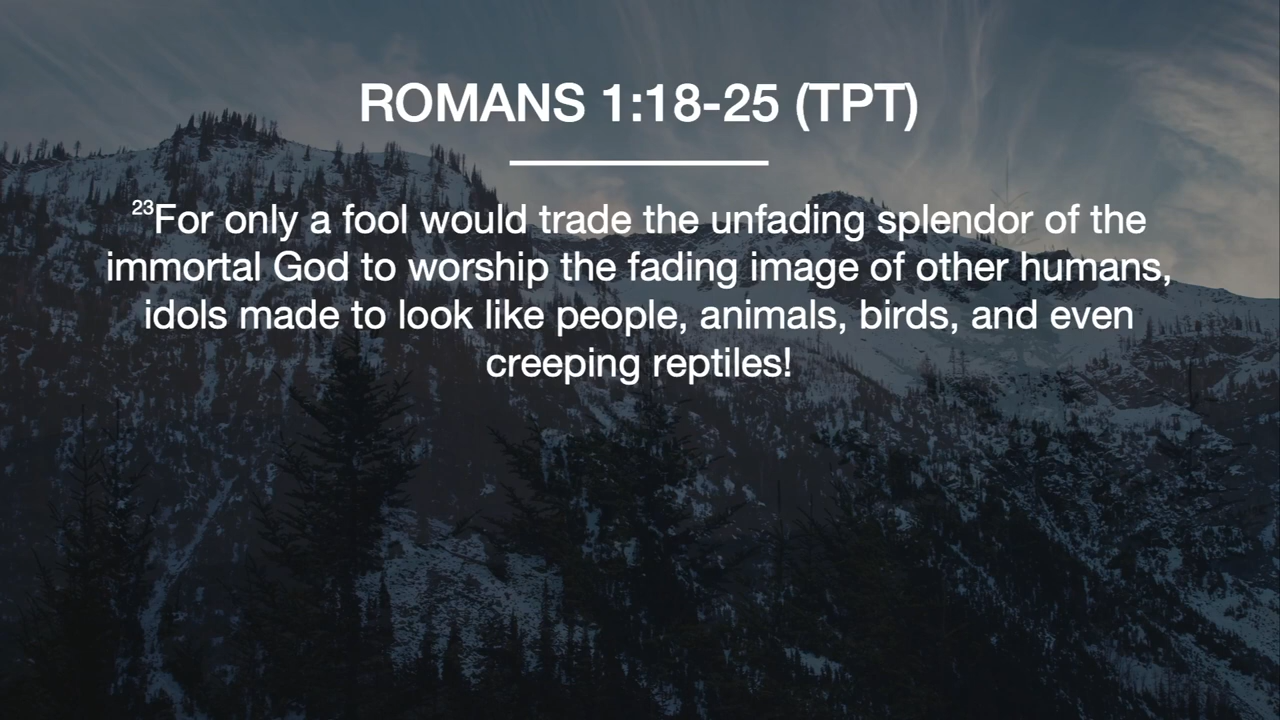 ROMANS 1:18-25 (TPT)
23For only a fool would trade the unfading splendor of the
immortal God to worship the fading image of other humans,
idols made to look like people, animals, birds, and even
creeping reptiles!